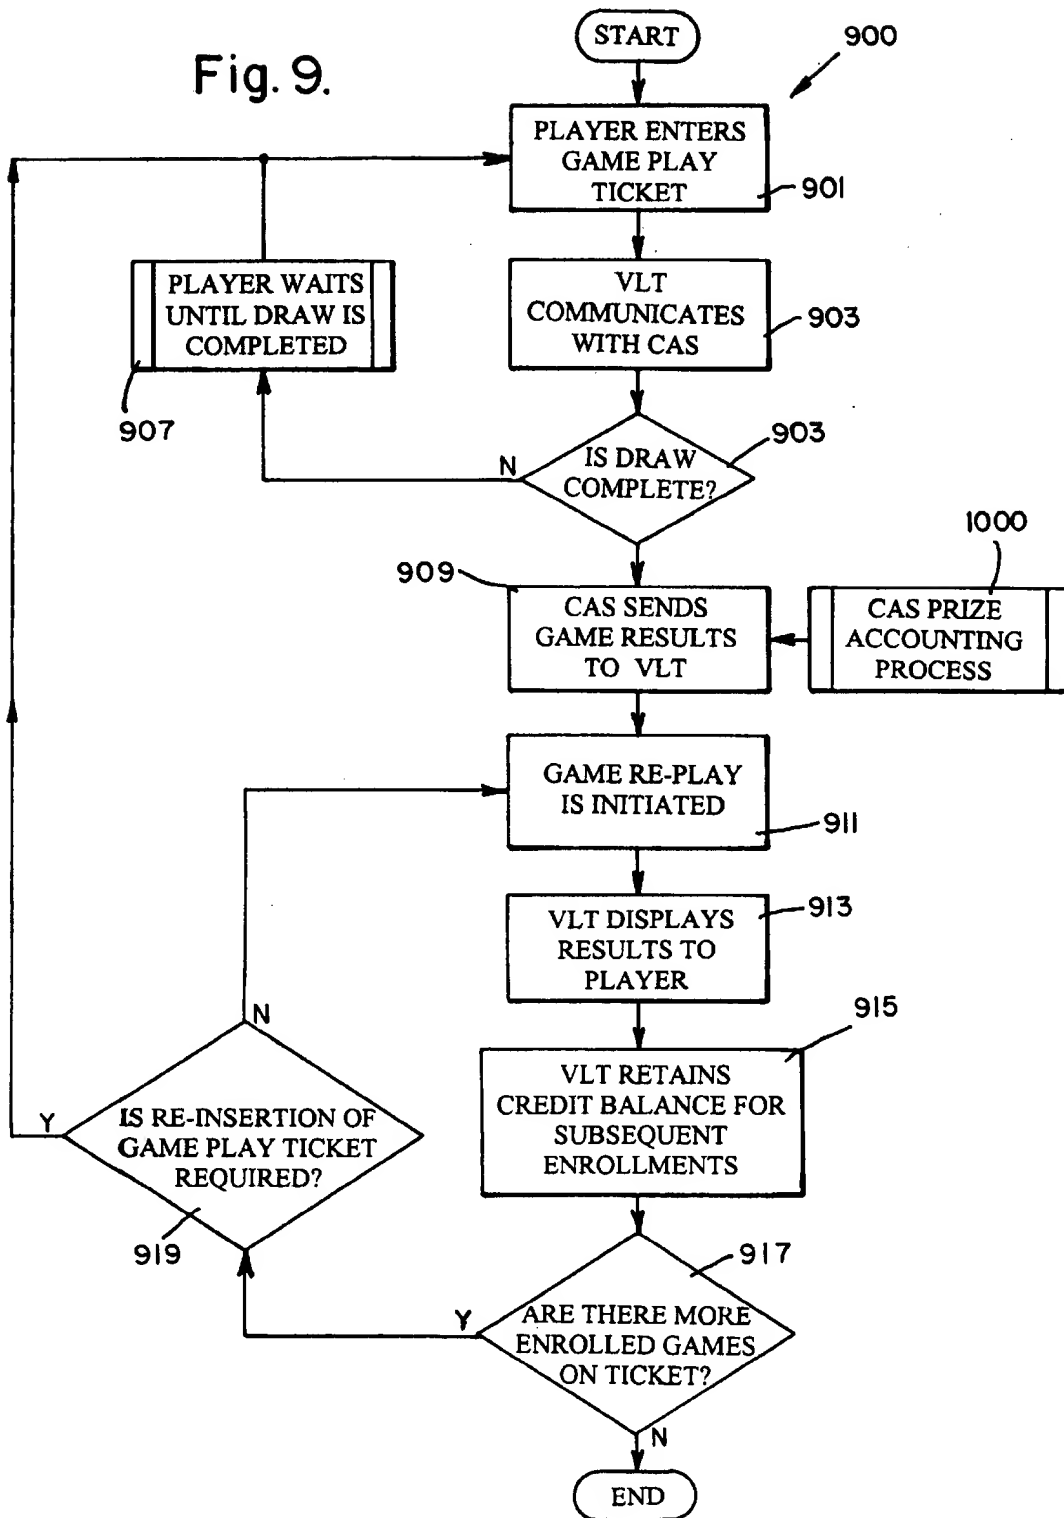 START
900
Fig. 9.
PLAYER ENTERS
GAME PLAY
TICKET
901
PLAYER WAITS
UNTIL DRAW IS
COMPLETED
907
VLT
COMMUNICATES
WITH CAS
903
IS DRAW
COMPLETE?
903
N
1000
909
CAS SENDS
GAME RESULTS
TO VLT
CAS PRIZE
ACCOUNTING
PROCESS
GAME RE-PLAY
IS INITIATED
911
VLT DISPLAYS
RESULTS TO
PLAYER
913
915
VLT RETAINS
CREDIT BALANCE FOR
SUBSEQUENT
ENROLLMENTS
N
Y
IS RE-INSERTION OF
GAME PLAY TICKET
REQUIRED?
919
917
Y
ARE THERE MORE
ENROLLED GAMES
ON TICKET?
N
END